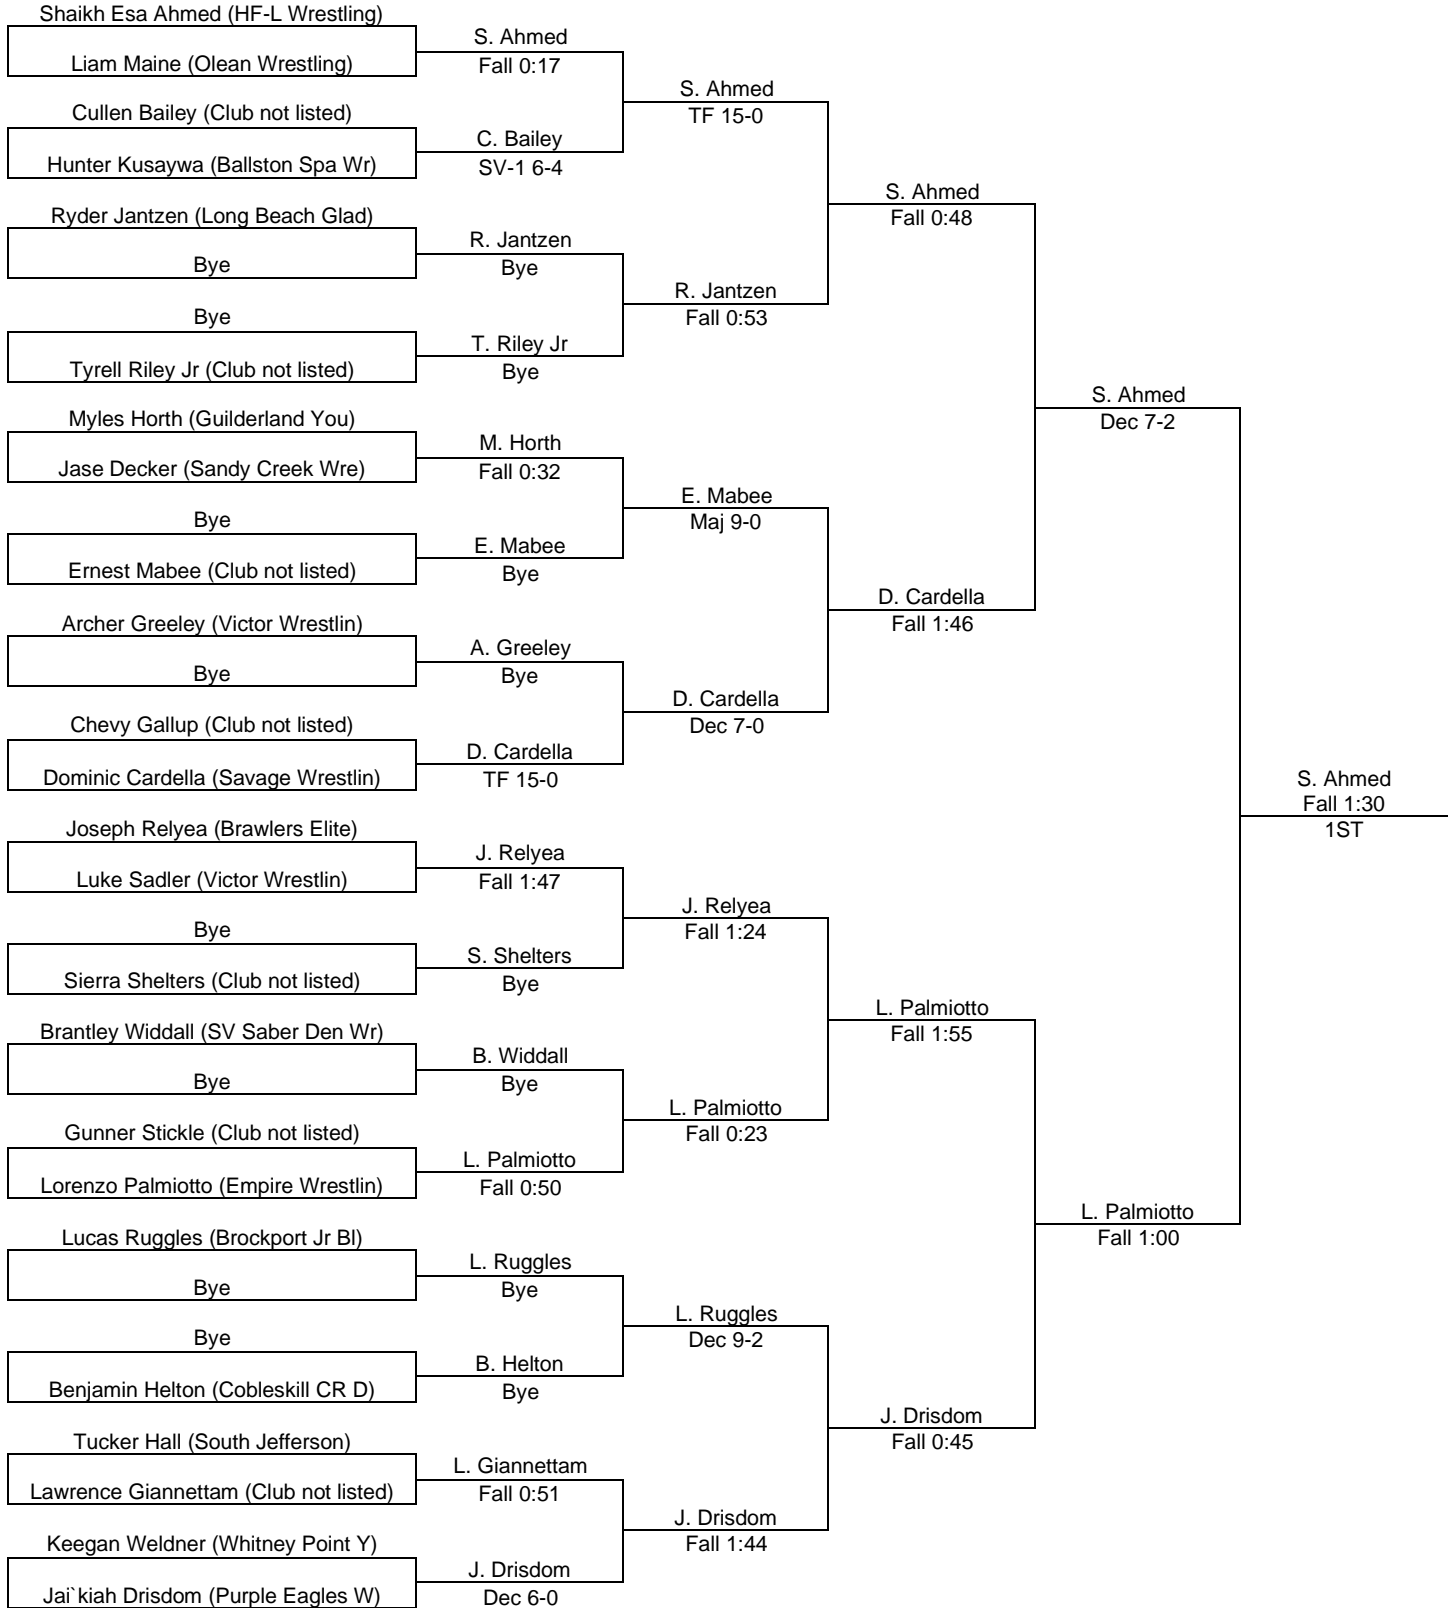 Shaikh Esa Ahmed (HF-L Wrestling)
Liam Maine (Olean Wrestling)
Cullen Bailey (Club not listed)
Hunter Kusaywa (Ballston Spa Wr)
Ryder Jantzen (Long Beach Glad)
Bye
Bye
Tyrell Riley Jr (Club not listed)
Myles Horth (Guilderland You)
Jase Decker (Sandy Creek Wre)
Bye
Ernest Mabee (Club not listed)
Archer Greeley (Victor Wrestlin)
Bye
Chevy Gallup (Club not listed)
Dominic Cardella (Savage Wrestlin)
Joseph Relyea (Brawlers Elite)
Luke Sadler (Victor Wrestlin)
Bye
Sierra Shelters (Club not listed)
Brantley Widdall (SV Saber Den Wr)
Bye
Gunner Stickle (Club not listed)
Lorenzo Palmiotto (Empire Wrestlin)
Lucas Ruggles (Brockport Jr Bl)
Bye
Bye
Benjamin Helton (Cobleskill CR D)
Tucker Hall (South Jefferson)
Lawrence Giannettam (Club not listed)
Keegan Weldner (Whitney Point Y)
Jai`kiah Drisdom (Purple Eagles W)
S. Ahmed
Fall 0:17
C. Bailey
SV-1 6-4
R. Jantzen
Bye
T. Riley Jr
Bye
M. Horth
Fall 0:32
E. Mabee
Bye
A. Greeley
Bye
D. Cardella
TF 15-0
J. Relyea
Fall 1:47
S. Shelters
Bye
B. Widdall
Bye
L. Palmiotto
Fall 0:50
L. Ruggles
Bye
B. Helton
Bye
L. Giannettam
Fall 0:51
J. Drisdom
Dec 6-0
S. Ahmed
TF 15-0
R. Jantzen
Fall 0:53
E. Mabee
Maj 9-0
D. Cardella
Dec 7-0
J. Relyea
Fall 1:24
L. Palmiotto
Fall 0:23
L. Ruggles
Dec 9-2
J. Drisdom
Fall 1:44
S. Ahmed
Fall 0:48
D. Cardella
Fall 1:46
L. Palmiotto
Fall 1:55
J. Drisdom
Fall 0:45
S. Ahmed
Dec 7-2
L. Palmiotto
Fall 1:00
S. Ahmed
Fall 1:30
1ST